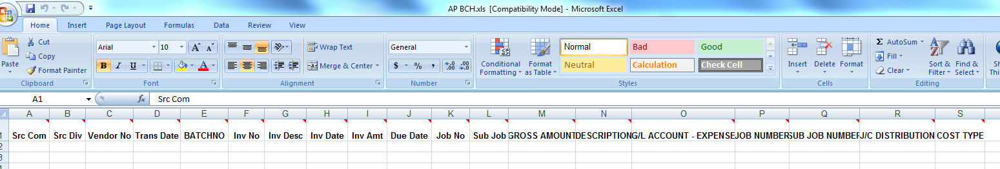 AP BCH.xls [Compatibility Mode] - Microsoft Excel
Home Insert Page Layout Formulas Data Review View
Cut
Copy
Format Painter
Paste
Clipboard
Arial 10 A A
B I U A
Font
Wrap Text
Merge & Center
Alignment
General
$ % , .00 .00
Number
Conditional Formatting
Format as Table
Normal Bad Good
Neutral Calculation Check Cell
Styles
Insert Delete Format
Cells
Σ AutoSum
Fill
Clear
Sort & Filter
Find & Select
Editing
A1 fx Src Com
A B C D E F G H I J K L M N O P Q R S
1 Src Com Src Div Vendor No Trans Date BATCHNO Inv No Inv Desc Inv Date Inv Amt Due Date Job No Sub Job GROSS AMOUNT DESCRIPTION G/L ACCOUNT - EXPENSE JOB NUMBER SUB JOB NUMBER J/C DISTRIBUTION COST TYPE
2
3